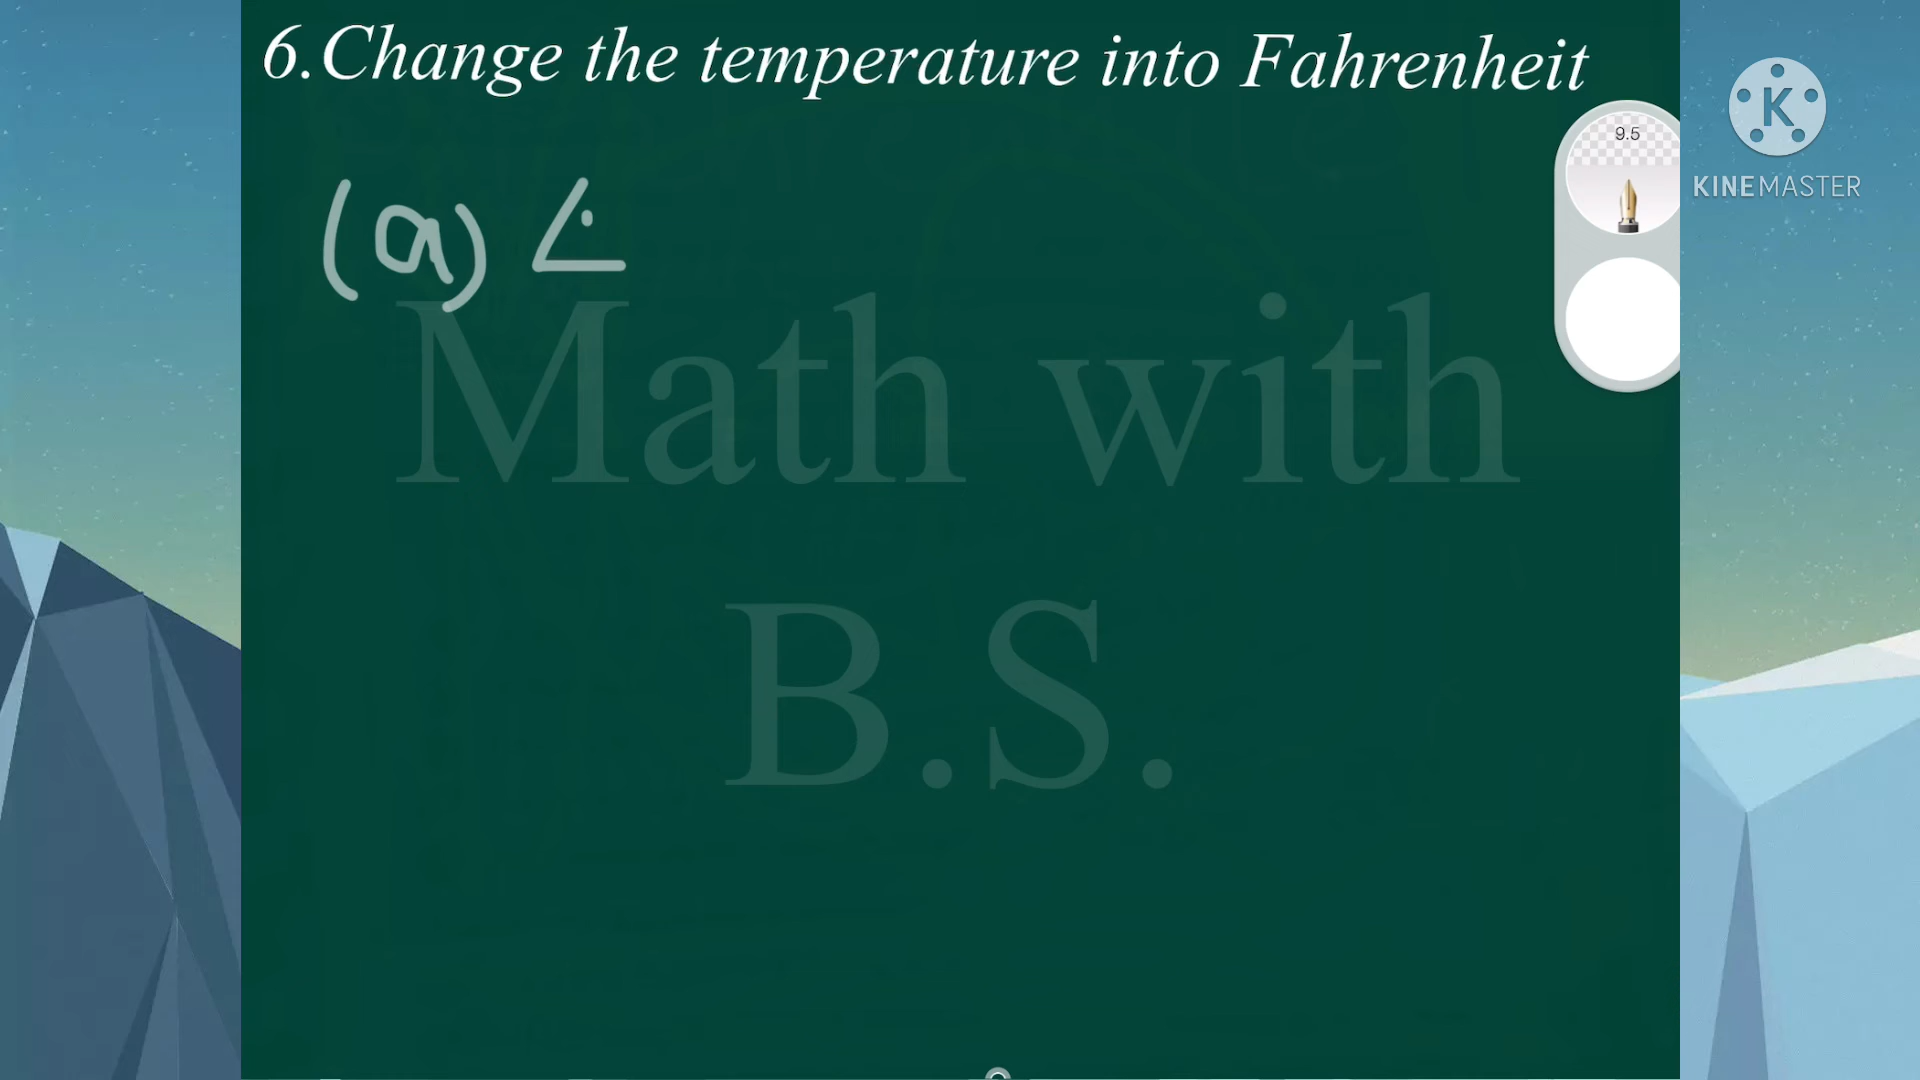 6.Change the temperature into Fahrenheit
9.5
K
KINEMASTER
(a)
Math with
B.S.